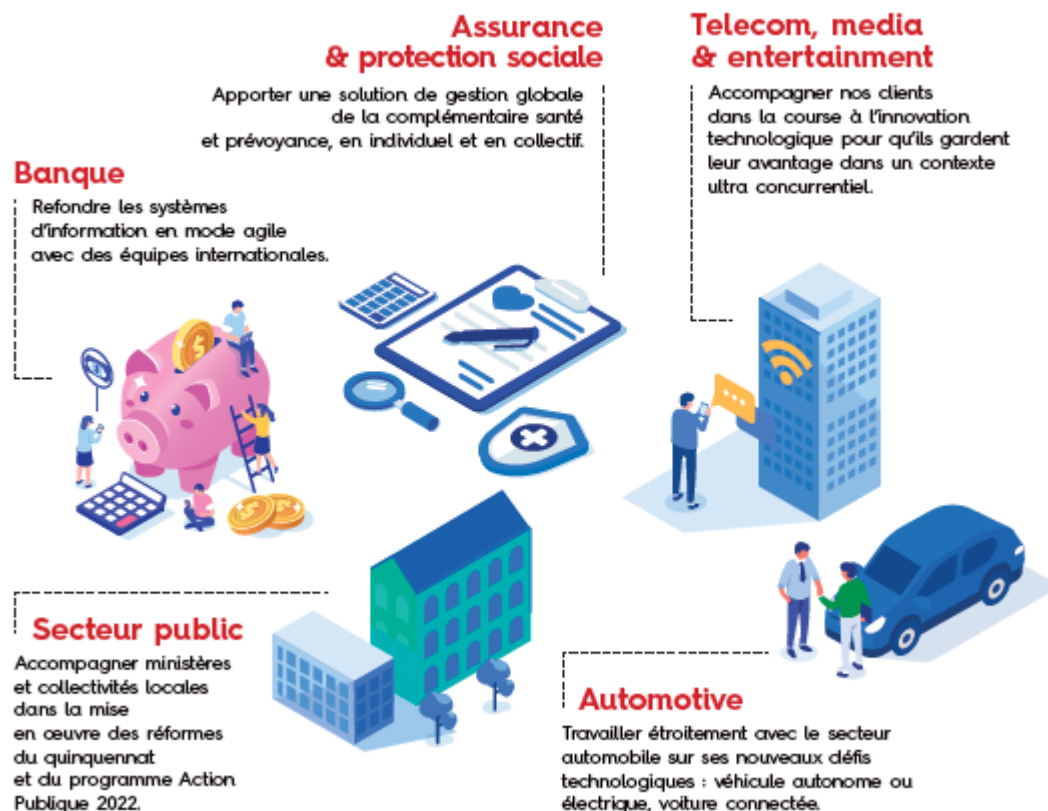 Assurance
& protection sociale
Apporter une solution de gestion globale
de la complémentaire santé
et prévoyance, en individuel et en collectif.
Telecom, media
& entertainment
Accompagner nos clients
dans la course à l'innovation
technologique pour qu'ils gardent
leur avantage dans un contexte
ultra concurrentiel.
Banque
Refondre les systèmes
d'information en mode agile
avec des équipes internationales.
Secteur public
Accompagner ministères
et collectivités locales
dans la mise
en œuvre des réformes
du quinquennat
et du programme Action
Publique 2022.
Automotive
Travailler étroitement avec le secteur
automobile sur ses nouveaux défis
technologiques : véhicule autonome ou
électrique, voiture connectée.